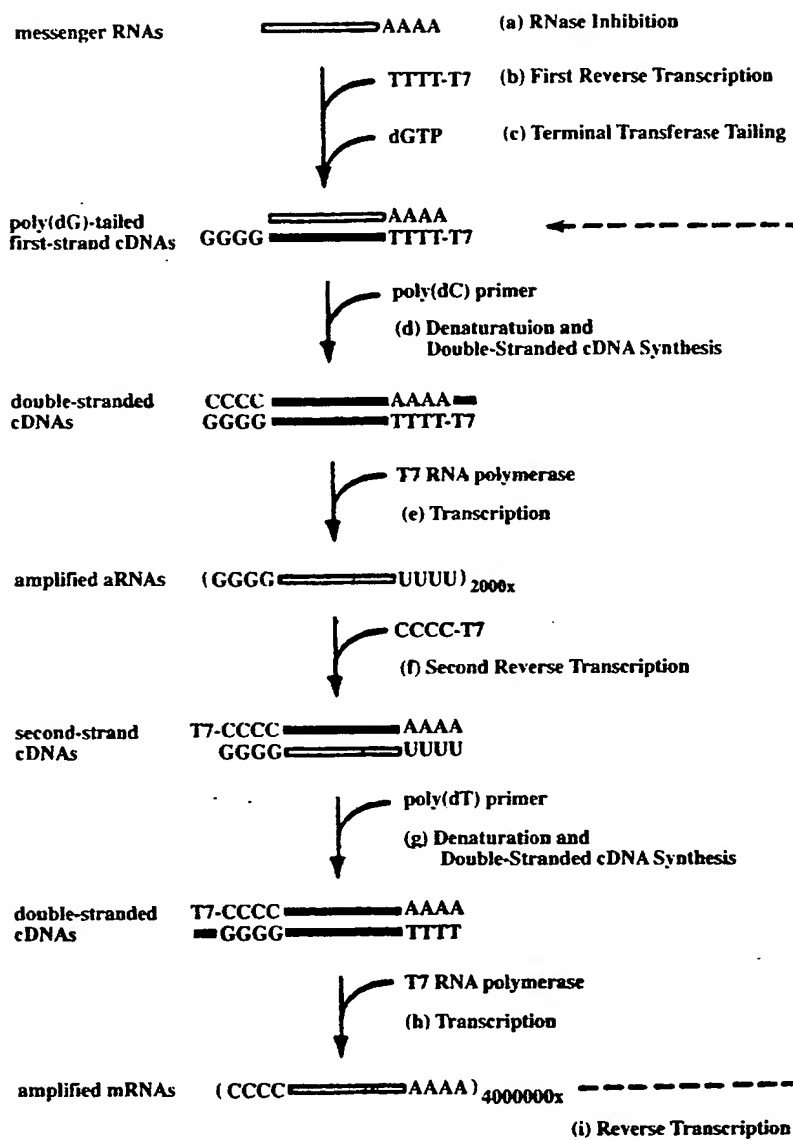 messenger RNAs
AAAA
(a) RNase Inhibition
TTTT-T7
(b) First Reverse Transcription
dGTP
(c) Terminal Transferase Tailing
poly(dG)-tailed
first-strand cDNAs
AAAA
GGGG TTTT-T7
poly(dC) primer
(d) Denaturatuion and
Double-Stranded cDNA Synthesis
double-stranded
cDNAs
CCCC AAAA
GGGG TTTT-T7
T7 RNA polymerase
(e) Transcription
amplified aRNAs
(GGGG UUUU)2000x
CCCC-T7
(f) Second Reverse Transcription
second-strand
cDNAs
T7-CCCC AAAA
GGGG UUUU
poly(dT) primer
(g) Denaturation and
Double-Stranded cDNA Synthesis
double-stranded
cDNAs
T7-CCCC AAAA
GGGG TTTT
T7 RNA polymerase
(h) Transcription
amplified mRNAs
(CCCC AAAA)4000000x
(i) Reverse Transcription